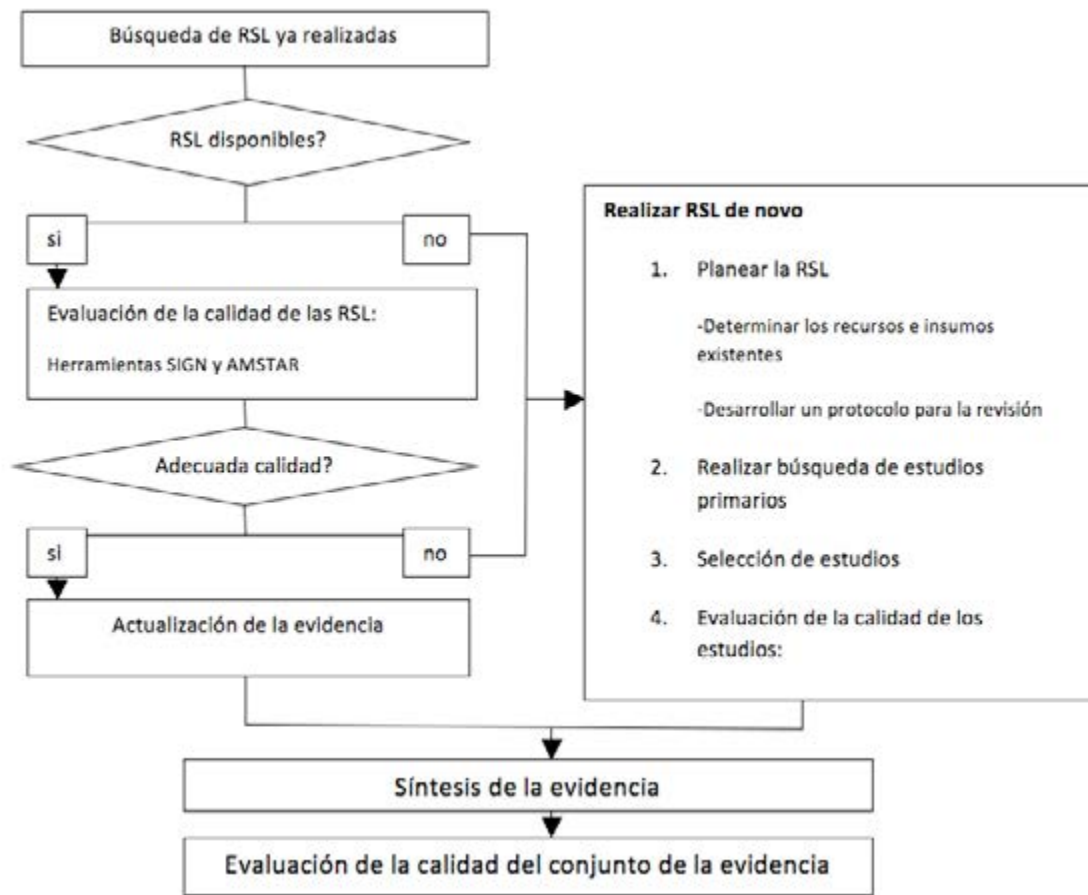 Búsqueda de RSL ya realizadas
RSL disponibles?
si
no
Evaluación de la calidad de las RSL:
Herramientas SIGN y AMSTAR
Adecuada calidad?
si
no
Actualización de la evidencia
Realizar RSL de novo
1. Planear la RSL
-Determinar los recursos e insumos
existentes
-Desarrollar un protocolo para la revisión
2. Realizar búsqueda de estudios
primarios
3. Selección de estudios
4. Evaluación de la calidad de los
estudios:
Síntesis de la evidencia
Evaluación de la calidad del conjunto de la evidencia